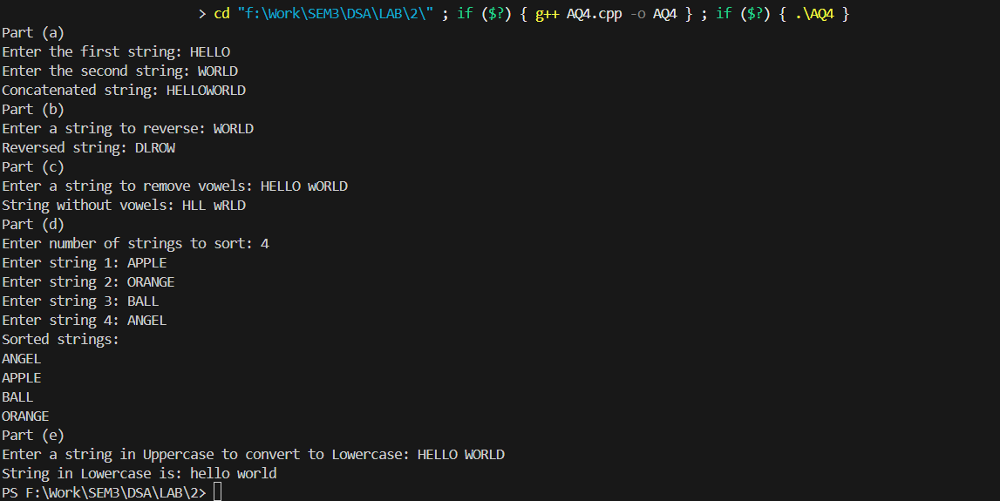 > cd "f:\Work\SEM3\DSA\LAB\2\" ; if ($?) { g++ AQ4.cpp -o AQ4 } ; if ($?) { .\AQ4 }
Part (a)
Enter the first string: HELLO
Enter the second string: WORLD
Concatenated string: HELLOWORLD
Part (b)
Enter a string to reverse: WORLD
Reversed string: DLROW
Part (c)
Enter a string to remove vowels: HELLO WORLD
String without vowels: HLL WRLD
Part (d)
Enter number of strings to sort: 4
Enter string 1: APPLE
Enter string 2: ORANGE
Enter string 3: BALL
Enter string 4: ANGEL
Sorted strings:
ANGEL
APPLE
BALL
ORANGE
Part (e)
Enter a string in Uppercase to convert to Lowercase: HELLO WORLD
String in Lowercase is: hello world
PS F:\Work\SEM3\DSA\LAB\2>